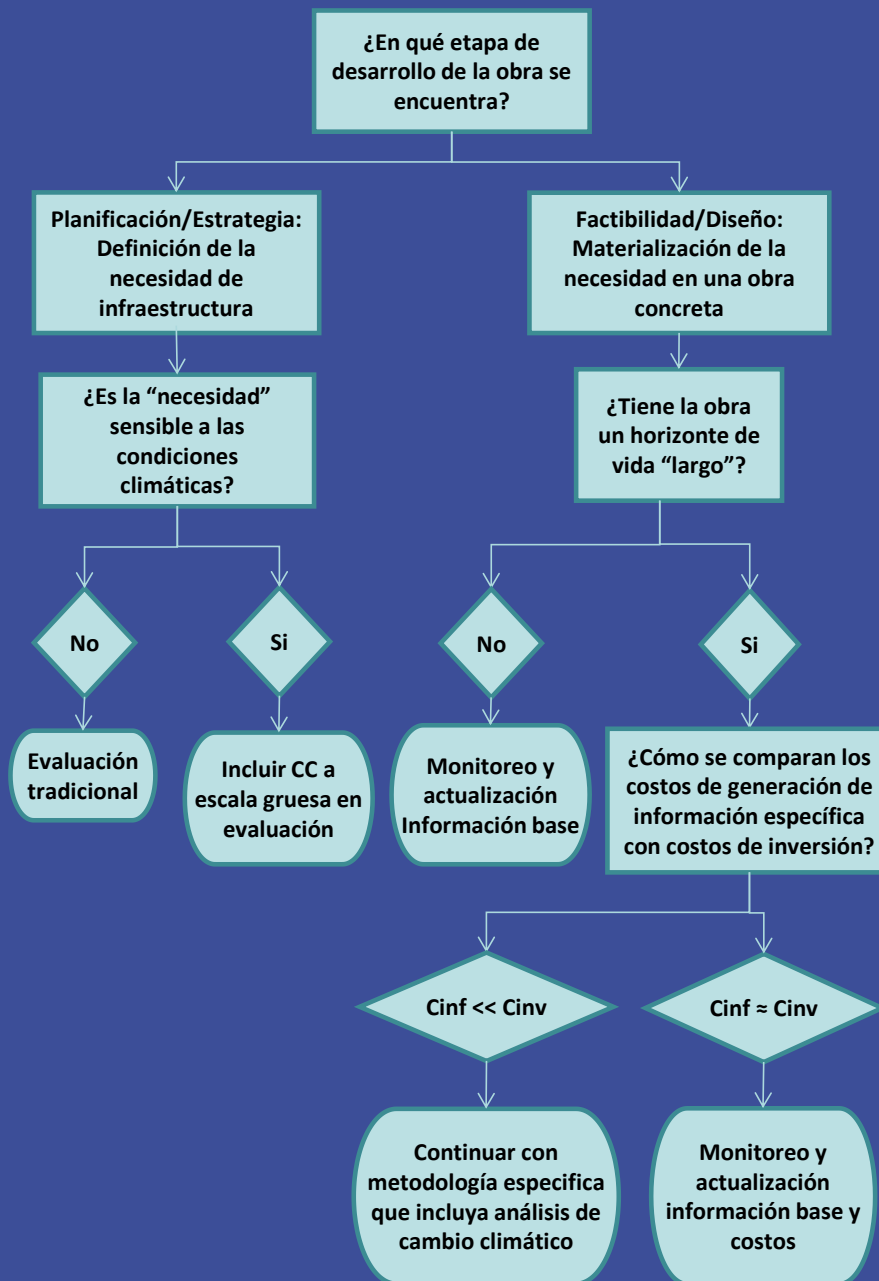 ¿En qué etapa de
desarrollo de la obra se
encuentra?
Planificación/Estrategia:
Definición de la
necesidad de
infraestructura
Factibilidad/Diseño:
Materialización de la
necesidad en una obra
concreta
¿Es la “necesidad”
sensible a las
condiciones
climáticas?
¿Tiene la obra
un horizonte de
vida “largo”?
No
Si
No
Si
Evaluación
tradicional
Incluir CC a
escala gruesa en
evaluación
Monitoreo y
actualización
Información base
¿Cómo se comparan los
costos de generación de
información específica
con costos de inversión?
Cinf << Cinv
Cinf ≈ Cinv
Continuar con
metodología especifica
que incluya análisis de
cambio climático
Monitoreo y
actualización
información base y
costos